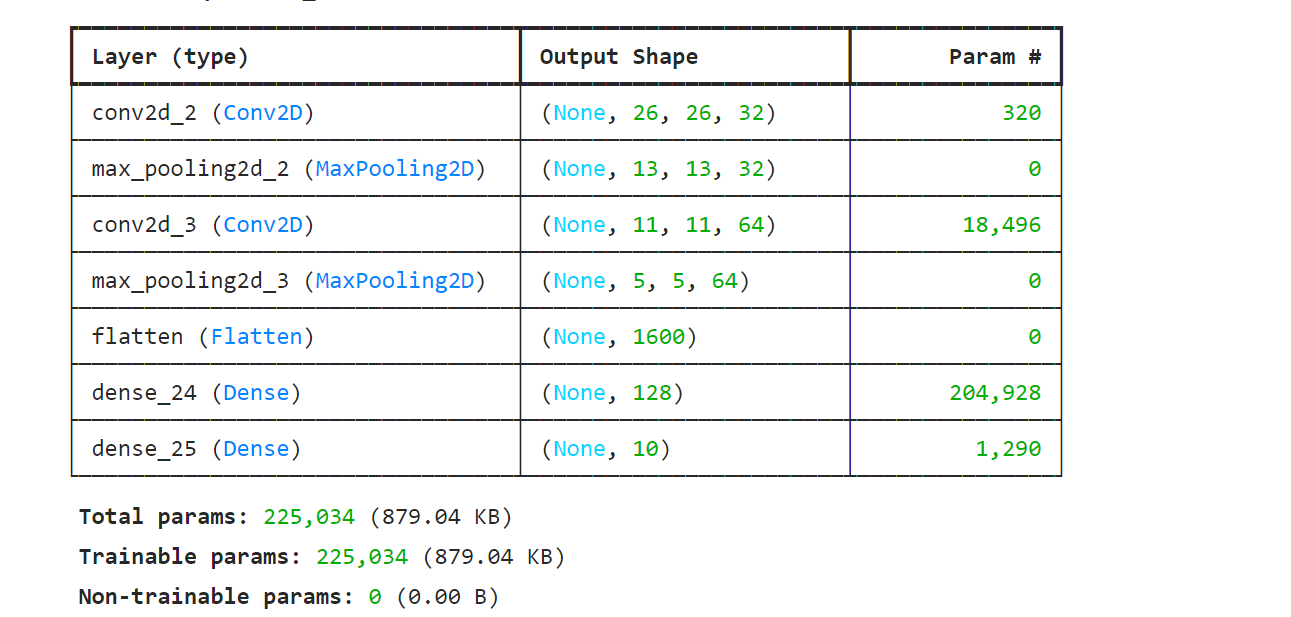 Layer (type) Output Shape Param #
conv2d_2 (Conv2D) (None, 26, 26, 32) 320
max_pooling2d_2 (MaxPooling2D) (None, 13, 13, 32) 0
conv2d_3 (Conv2D) (None, 11, 11, 64) 18,496
max_pooling2d_3 (MaxPooling2D) (None, 5, 5, 64) 0
flatten (Flatten) (None, 1600) 0
dense_24 (Dense) (None, 128) 204,928
dense_25 (Dense) (None, 10) 1,290
Total params: 225,034 (879.04 KB)
Trainable params: 225,034 (879.04 KB)
Non-trainable params: 0 (0.00 B)